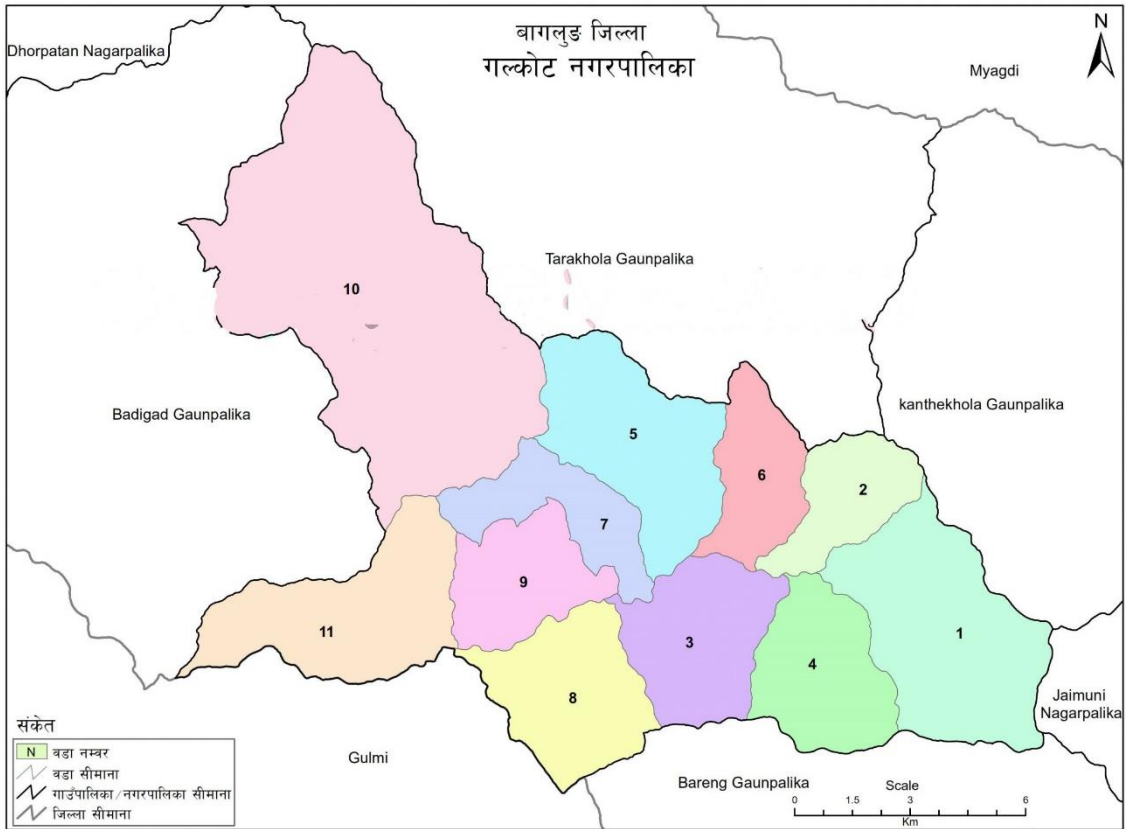 बागलुङ जिल्ला
गल्कोट नगरपालिका
N
Dhorpatan Nagarpalika
Myagdi
Tarakhola Gaunpalika
10
Badigad Gaunpalika
kanthekhola Gaunpalika
5
6
2
7
9
11
3
1
4
8
Jaimuni
Nagarpalika
Gulmi
Bareng Gaunpalika
संकेत
N वडा नम्वर
वडा सीमाना
गाउँपालिका/नगरपालिका सीमाना
जिल्ला सीमाना
Scale
0 1.5 3 6
Km